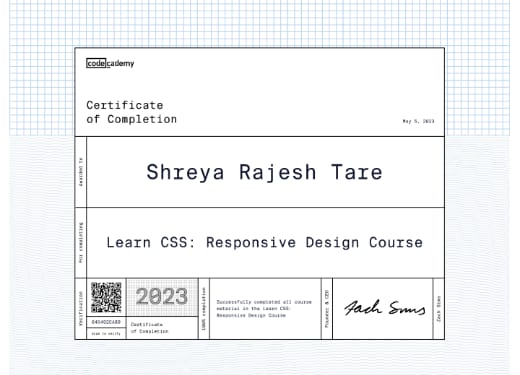 codecademy
Certificate
of Completion
May 5, 2023
Awarded to
Shreya Rajesh Tare
For completing
Learn CSS: Responsive Design Course
Verification
Scan to verify
2023
Certificate
of Completion
100% completion
Successfully completed all course
material in the Learn CSS:
Responsive Design Course
Founder & CEO
Zach Sims
Zach Sims